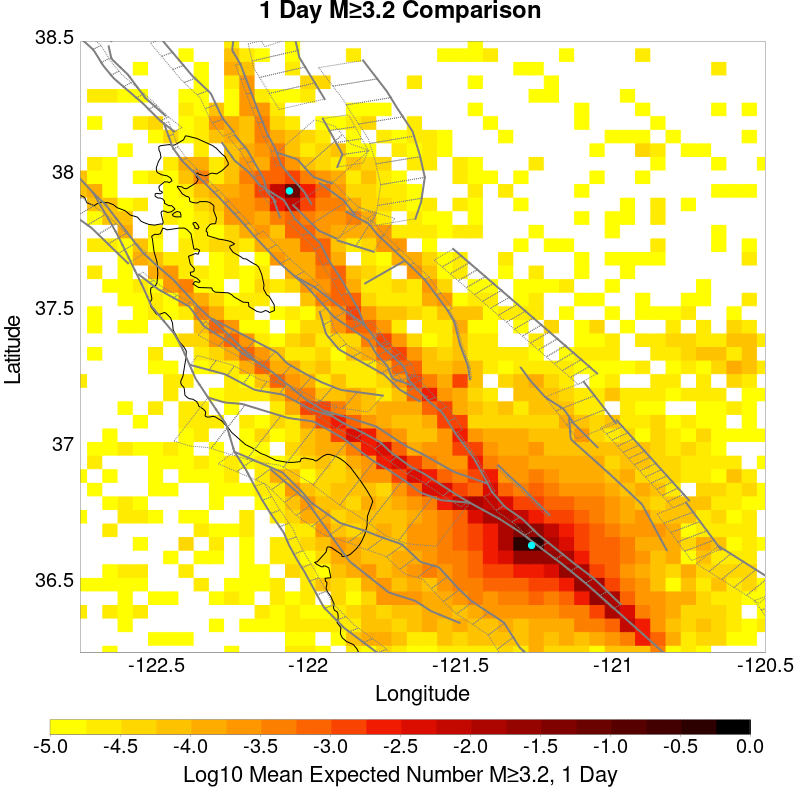 1 Day M≥3.2 Comparison
38.5
38
37.5
37
36.5
Latitude
-122.5 -122 -121.5 -121 -120.5
Longitude
-5.0 -4.5 -4.0 -3.5 -3.0 -2.5 -2.0 -1.5 -1.0 -0.5 0.0
Log10 Mean Expected Number M≥3.2, 1 Day